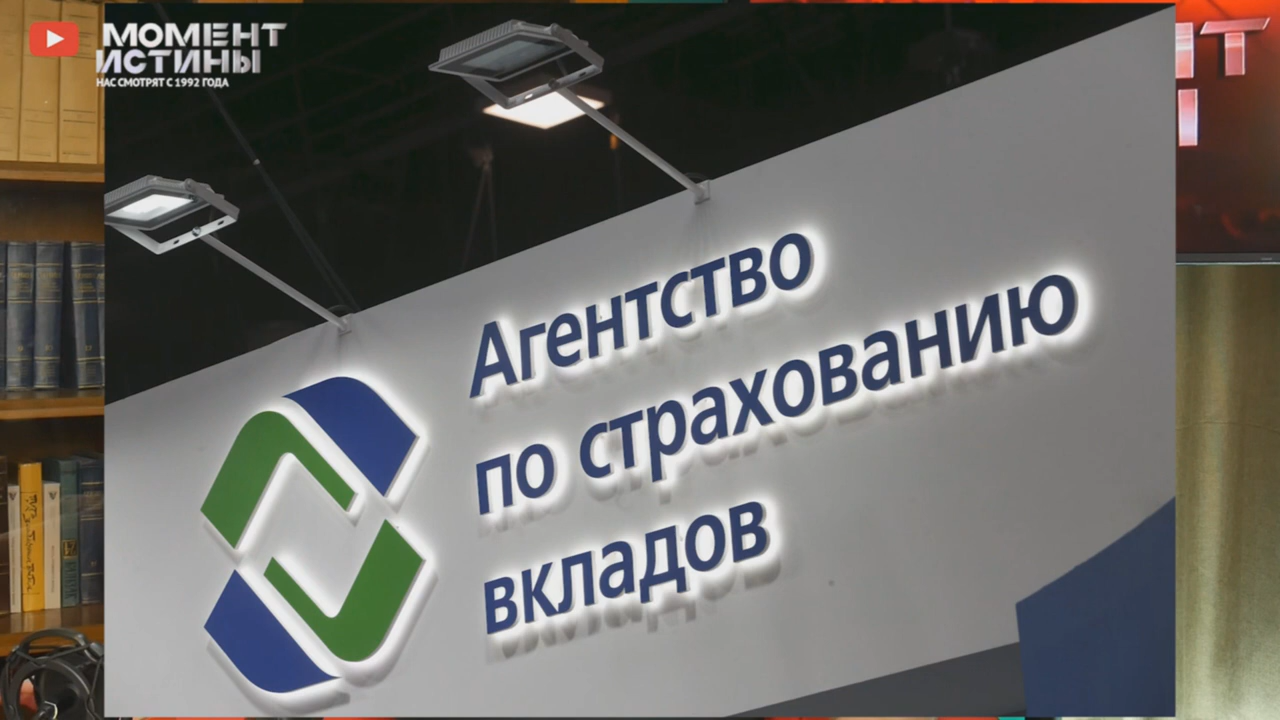 МОМЕНТ
ИСТИНЫ
НАС СМОТРЯТ С 1992 ГОДА
Агентство
по страхованию
вкладов